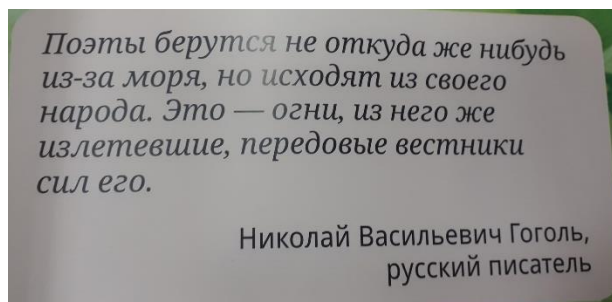 Поэты берутся не откуда же нибудь
из-за моря, но исходят из своего
народа. Это — огни, из него же
излетевшие, передовые вестники
сил его.
Николай Васильевич Гоголь,
русский писатель